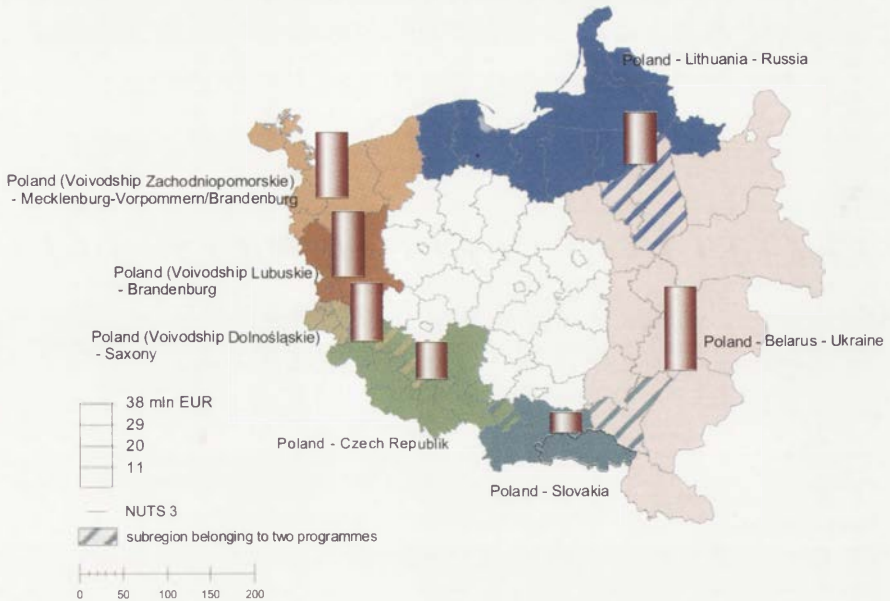 Poland - Lithuania - Russia
Poland (Voivodship Zachodniopomorskie)
- Mecklenburg-Vorpommern/Brandenburg
Poland (Voivodship Lubuskie)
- Brandenburg
Poland (Voivodship Dolnośląskie)
- Saxony
Poland - Belarus - Ukraine
38 mln EUR
29
20
11
Poland - Czech Republik
Poland - Slovakia
NUTS 3
subregion belonging to two programmes
0 50 100 150 200